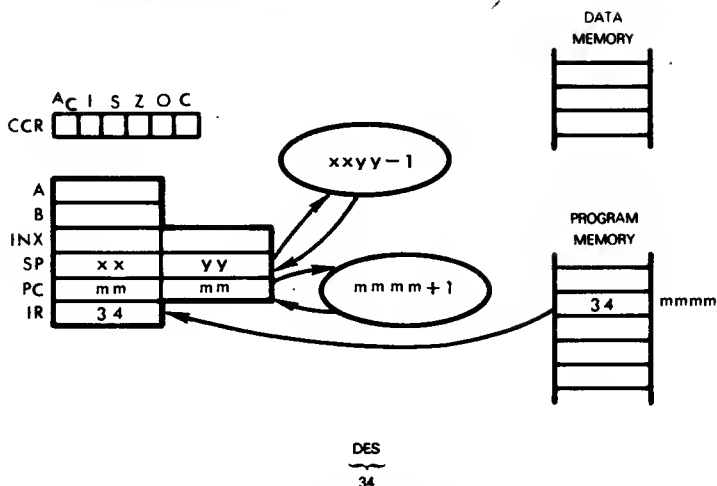 DATA
MEMORY
AC I S Z O C
CCR
xxyy-1
A
B
INX
SP xx yy
PC mm mm
IR 34
mmmm+1
PROGRAM
MEMORY
34 mmmm
DES
34